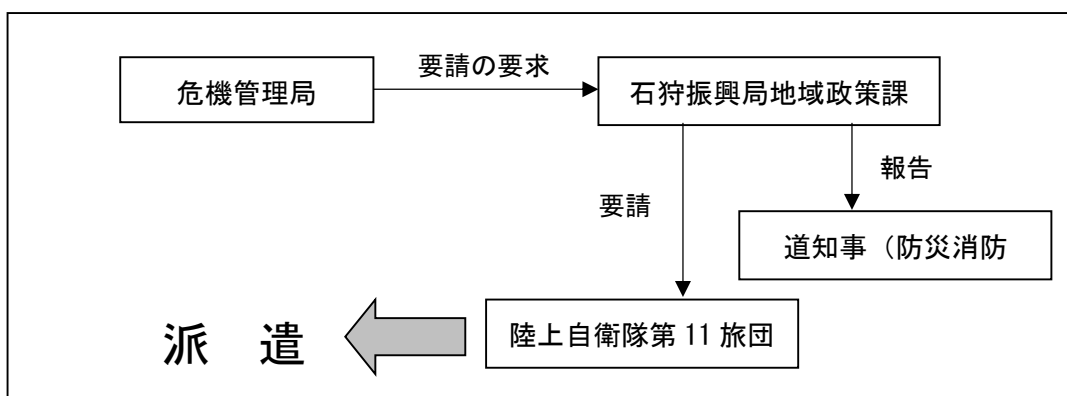 要請の要求
危機管理局
石狩振興局地域政策課
報告
要請
道知事（防災消防
陸上自衛隊第 11 旅団
派　遣